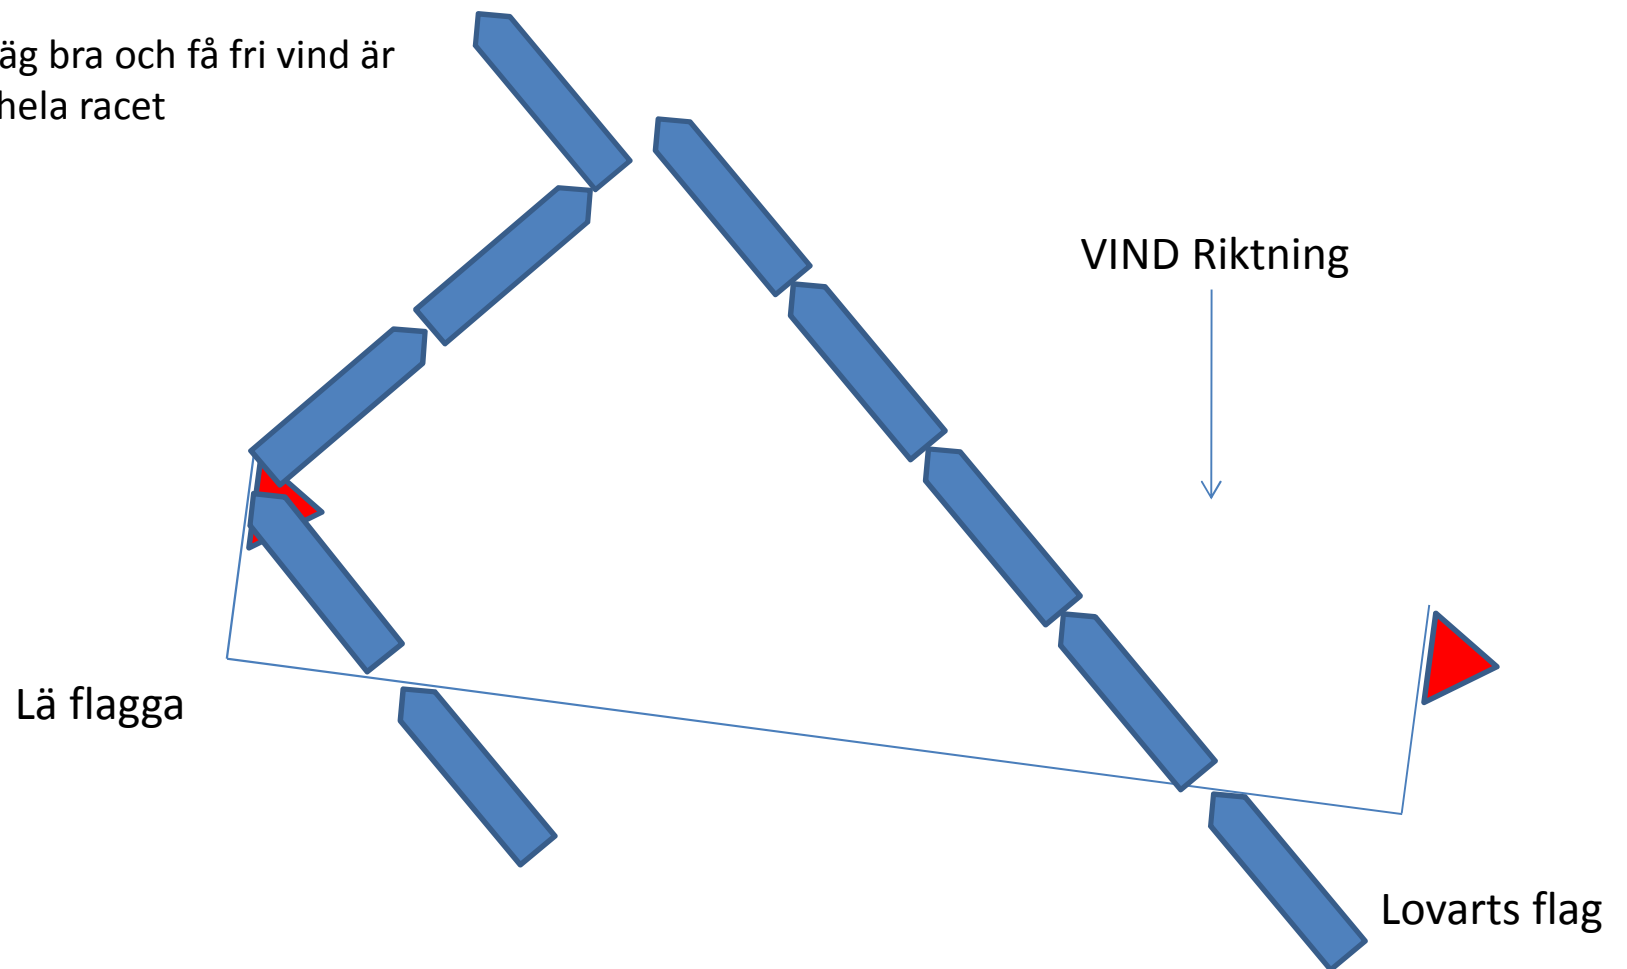 äg bra och få fri vind är
hela racet
VIND Riktning
Lä flagga
Lovarts flag